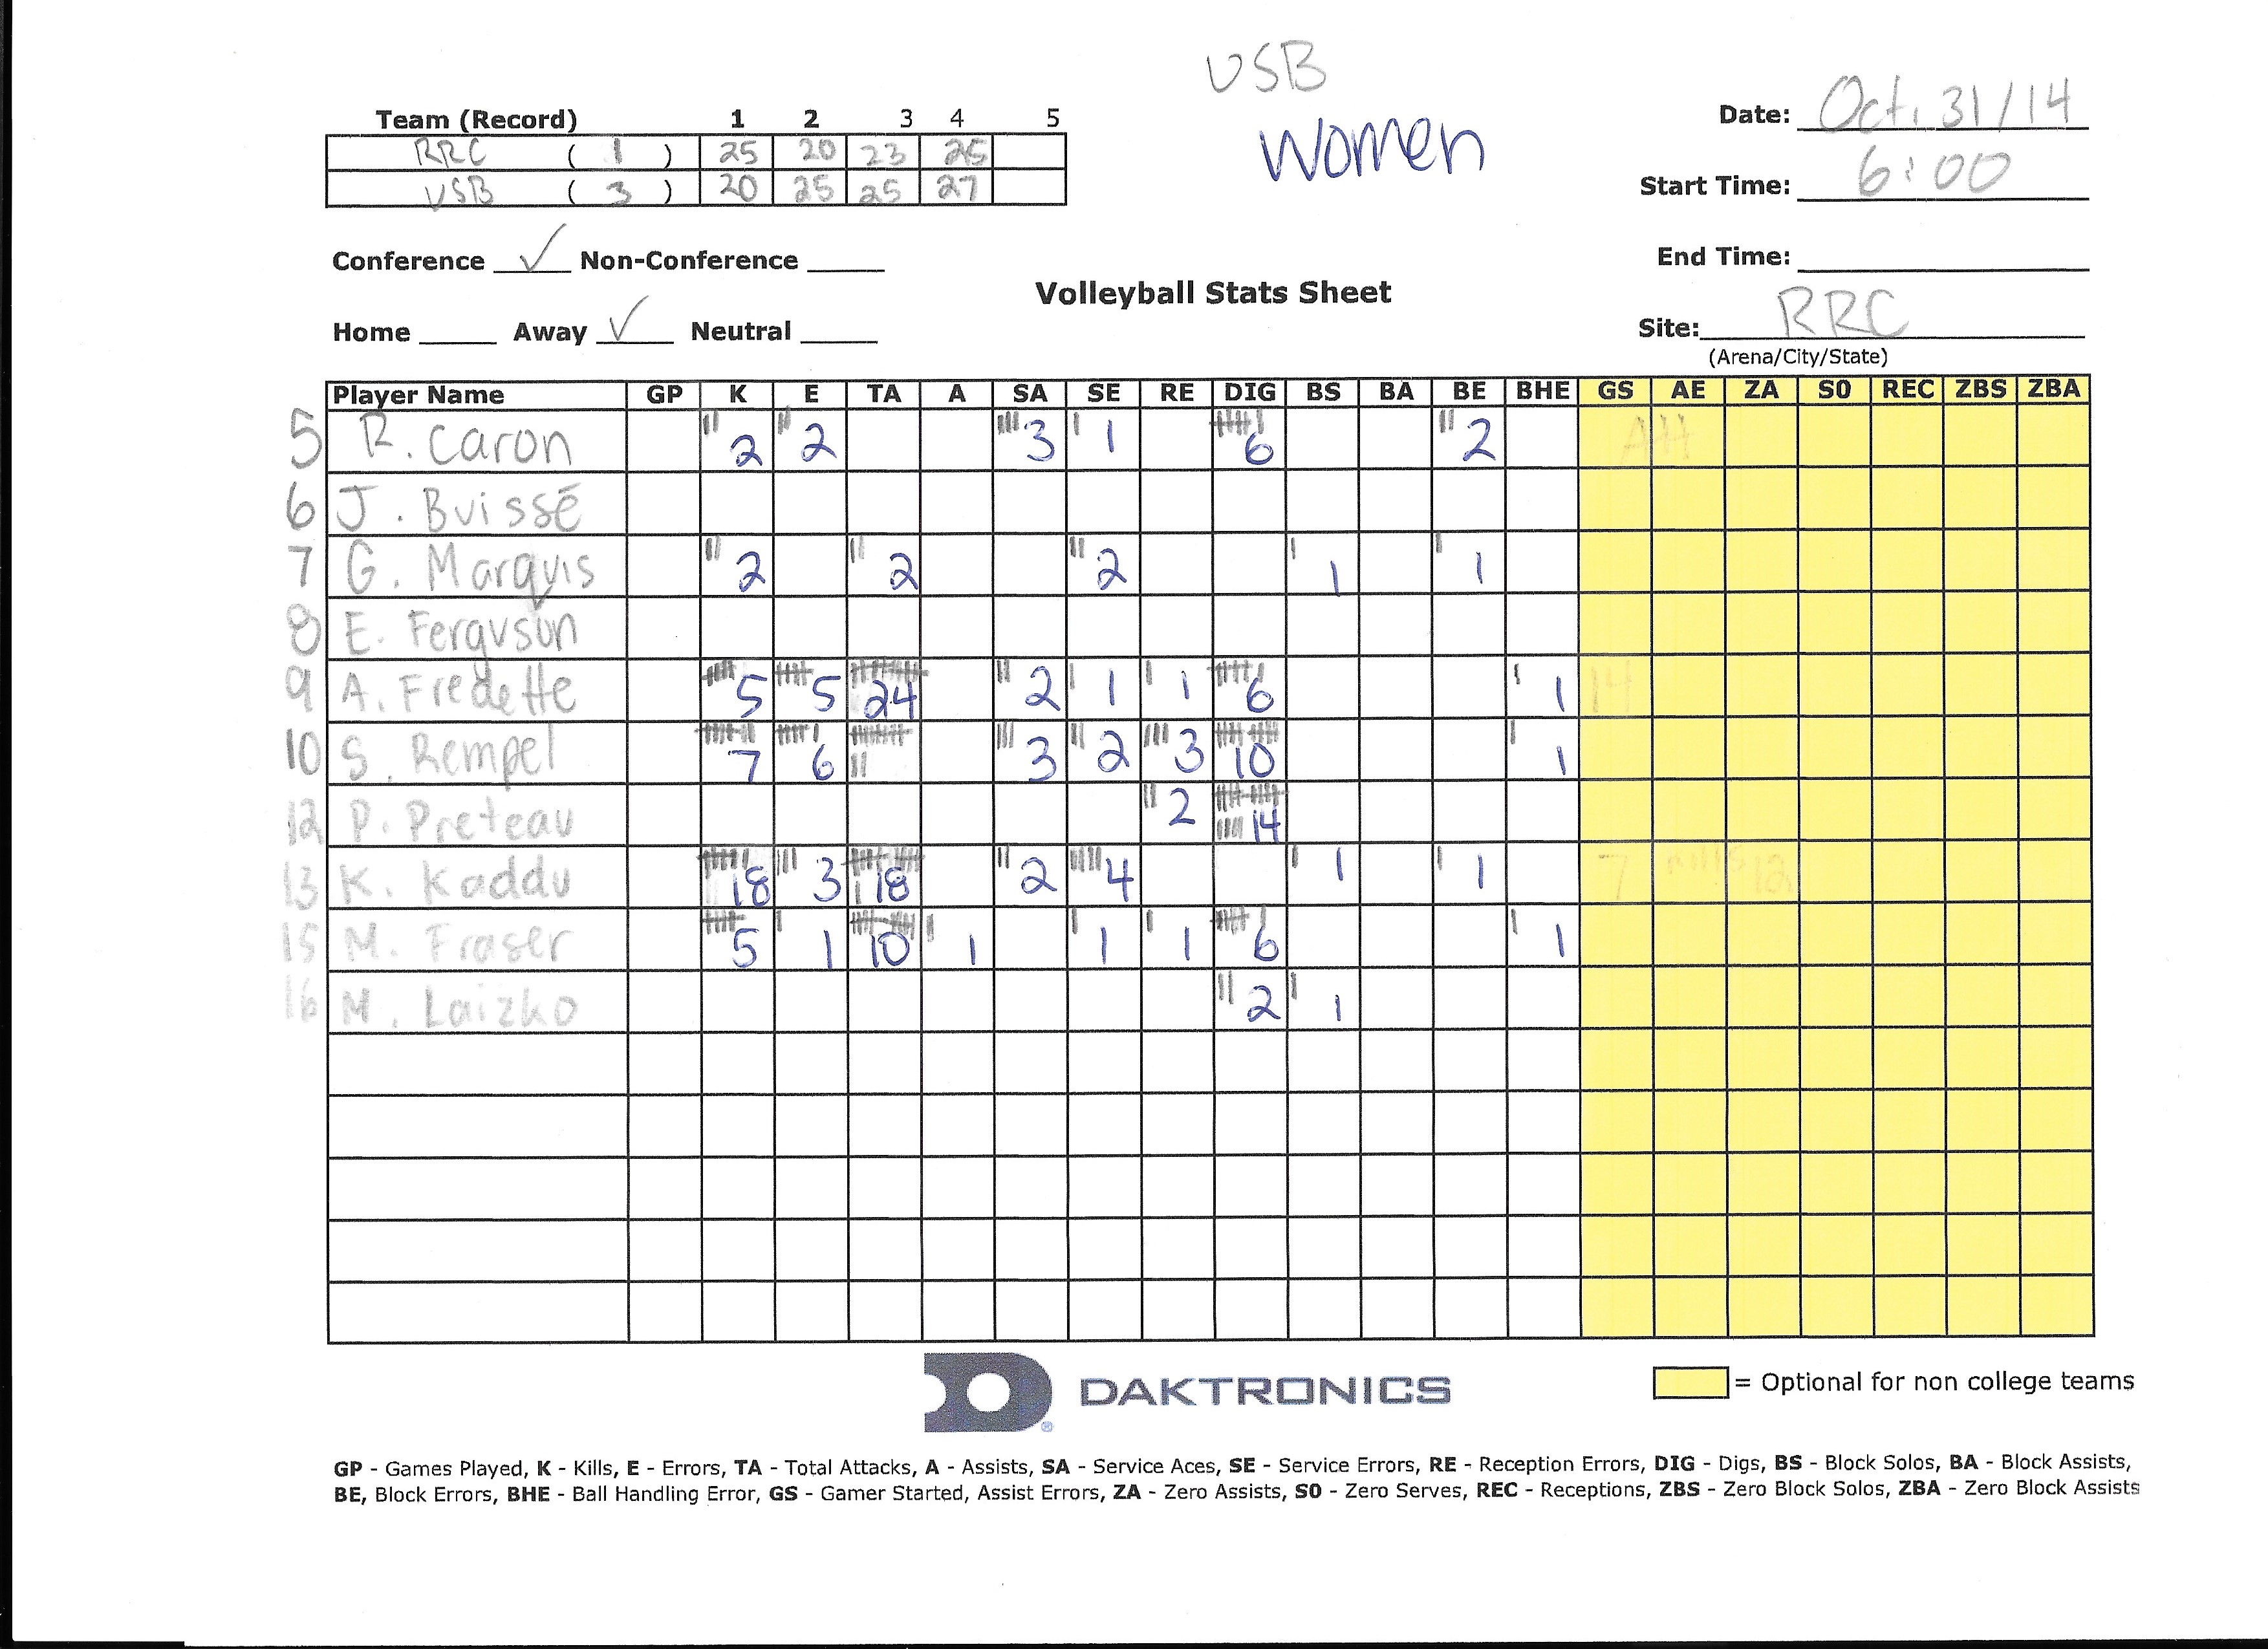 USB
Women
Team (Record) 1 2 3 4 5
RRC ( 1 ) 25 20 23 25
USB ( 3 ) 20 25 25 27
Date: Oct. 31/14
Start Time: 6:00
End Time:
Conference ✓ Non-Conference
Home Away ✓ Neutral
Volleyball Stats Sheet
Site: RRC
(Arena/City/State)
Player Name GP K E TA A SA SE RE DIG BS BA BE BHE GS AE ZA S0 REC ZBS ZBA
5 R. Caron 2 2 3 1 6 2
6 J. Buissé
7 G. Marquis 2 2 2 1 1
8 E. Ferguson
9 A. Fredette 5 5 24 2 1 1 6 1
10 S. Rempel 7 6 3 2 3 10 1
12 P. Preteau 2 14
13 K. Kaddu 18 3 18 2 4 1 1 7 kills 12
15 M. Fraser 5 1 10 1 1 1 6 1
16 M. Laizko 2 1
DAKTRONICS
= Optional for non college teams
GP - Games Played, K - Kills, E - Errors, TA - Total Attacks, A - Assists, SA - Service Aces, SE - Service Errors, RE - Reception Errors, DIG - Digs, BS - Block Solos, BA - Block Assists,
BE, Block Errors, BHE - Ball Handling Error, GS - Gamer Started, Assist Errors, ZA - Zero Assists, S0 - Zero Serves, REC - Receptions, ZBS - Zero Block Solos, ZBA - Zero Block Assists